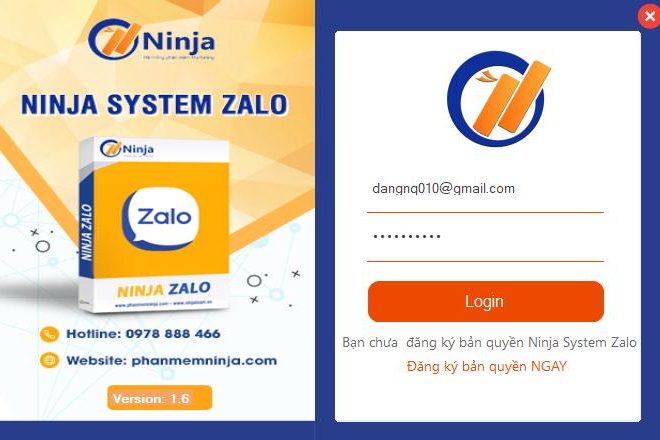 Ninja
NINJA SYSTEM ZALO
Ninja
Zalo
NINJA ZALO
NINJA ZALO
Hotline: 0978 888 466
Website: phanmemninja.com
Version: 1.6
dangnq010@gmail.com
••••••••••
Login
Bạn chưa đăng ký bản quyền Ninja System Zalo
Đăng ký bản quyền NGAY